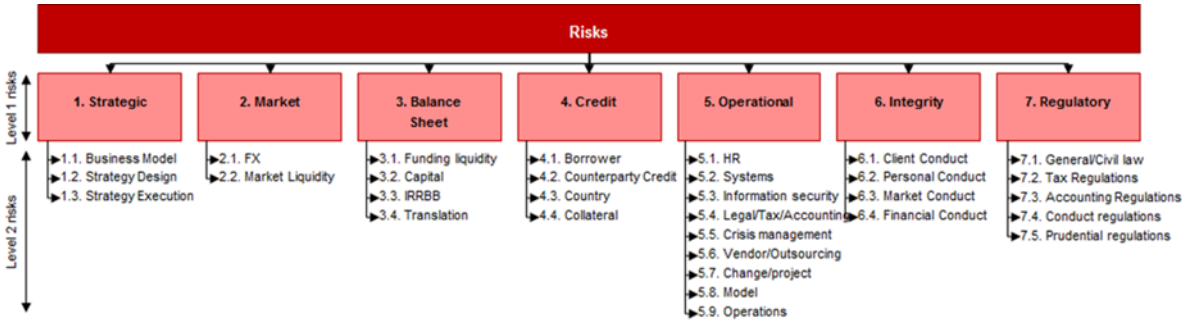 Risks
Level 1 risks
1. Strategic
2. Market
3. Balance
Sheet
4. Credit
5. Operational
6. Integrity
7. Regulatory
Level 2 risks
1.1. Business Model
1.2. Strategy Design
1.3. Strategy Execution
2.1. FX
2.2. Market Liquidity
3.1. Funding liquidity
3.2. Capital
3.3. IRRBB
3.4. Translation
4.1. Borrower
4.2. Counterparty Credit
4.3. Country
4.4. Collateral
5.1. HR
5.2. Systems
5.3. Information security
5.4. Legal/Tax/Accounting
5.5. Crisis management
5.6. Vendor/Outsourcing
5.7. Change/project
5.8. Model
5.9. Operations
6.1. Client Conduct
6.2. Personal Conduct
6.3. Market Conduct
6.4. Financial Conduct
7.1. General/Civil law
7.2. Tax Regulations
7.3. Accounting Regulations
7.4. Conduct regulations
7.5. Prudential regulations